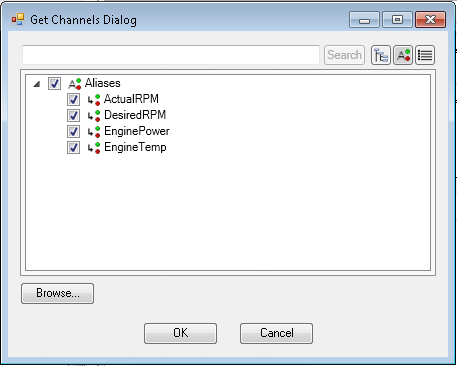 Get Channels Dialog
Search
Aliases
ActualRPM
DesiredRPM
EnginePower
EngineTemp
Browse...
OK Cancel